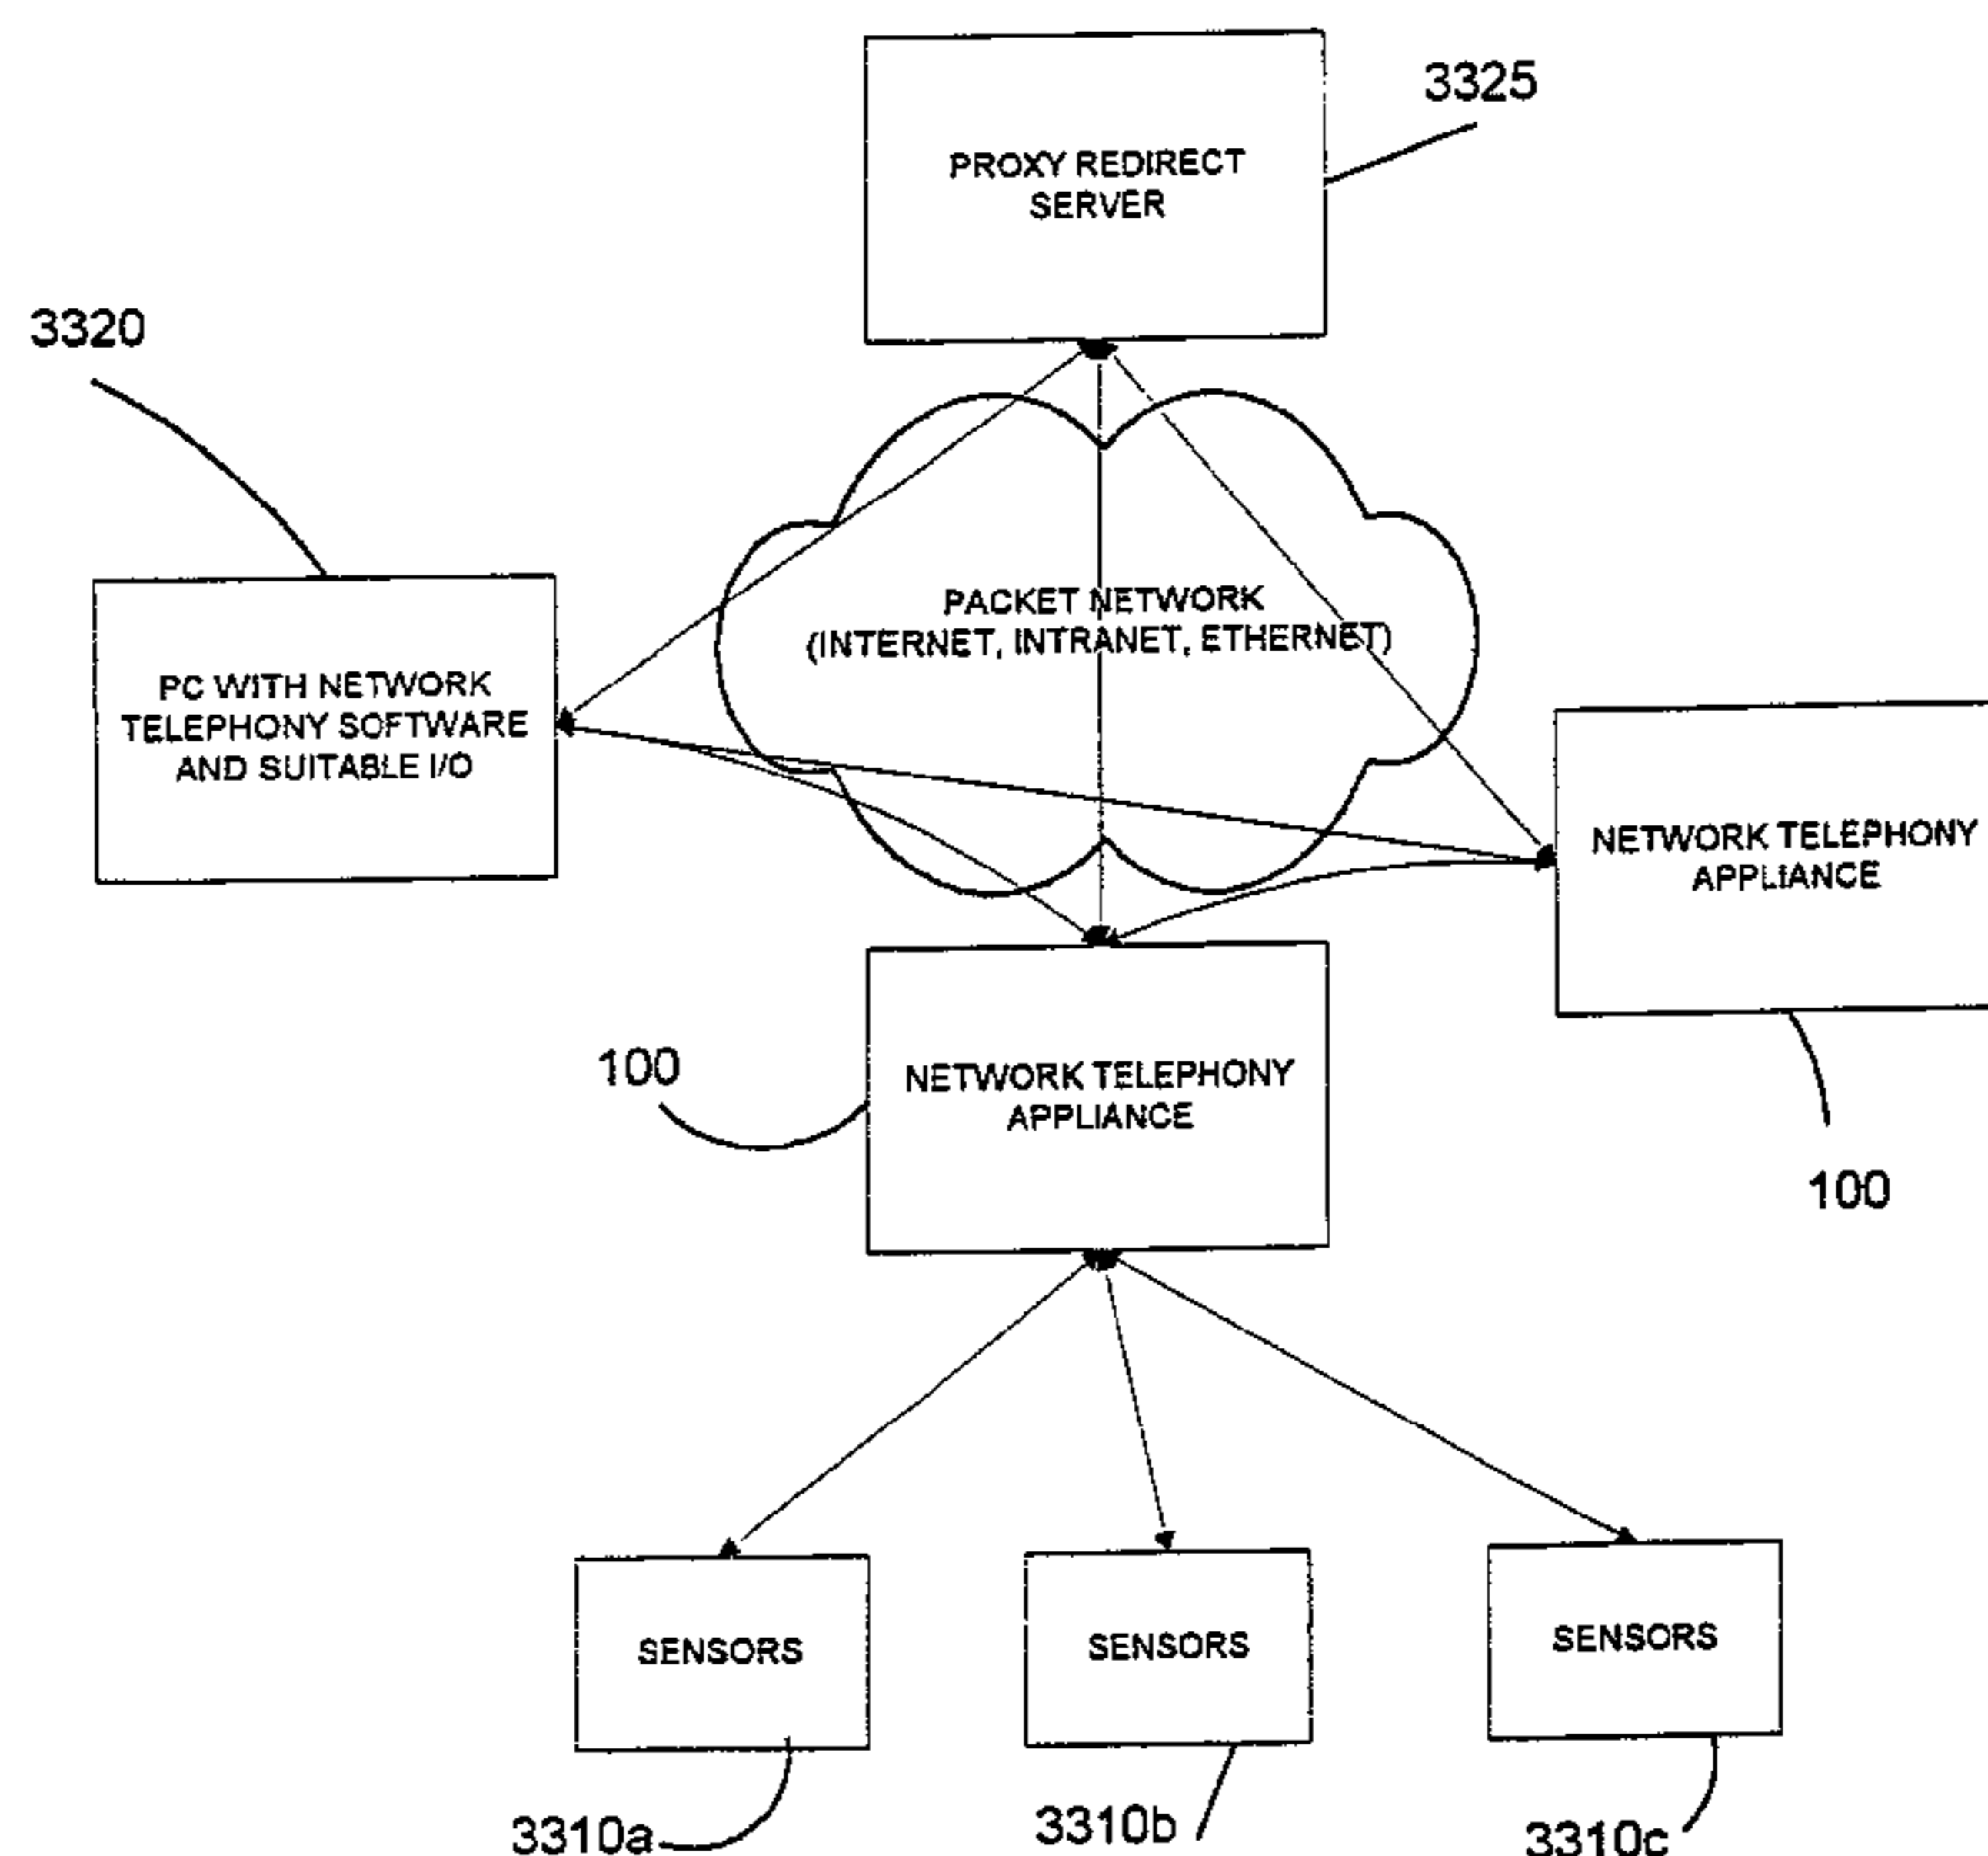 3325
PROXY REDIRECT
SERVER
3320
PACKET NETWORK
(INTERNET, INTRANET, ETHERNET)
PC WITH NETWORK
TELEPHONY SOFTWARE
AND SUITABLE I/O
NETWORK TELEPHONY
APPLIANCE
100
NETWORK TELEPHONY
APPLIANCE
100
SENSORS
SENSORS
SENSORS
3310a
3310b
3310c